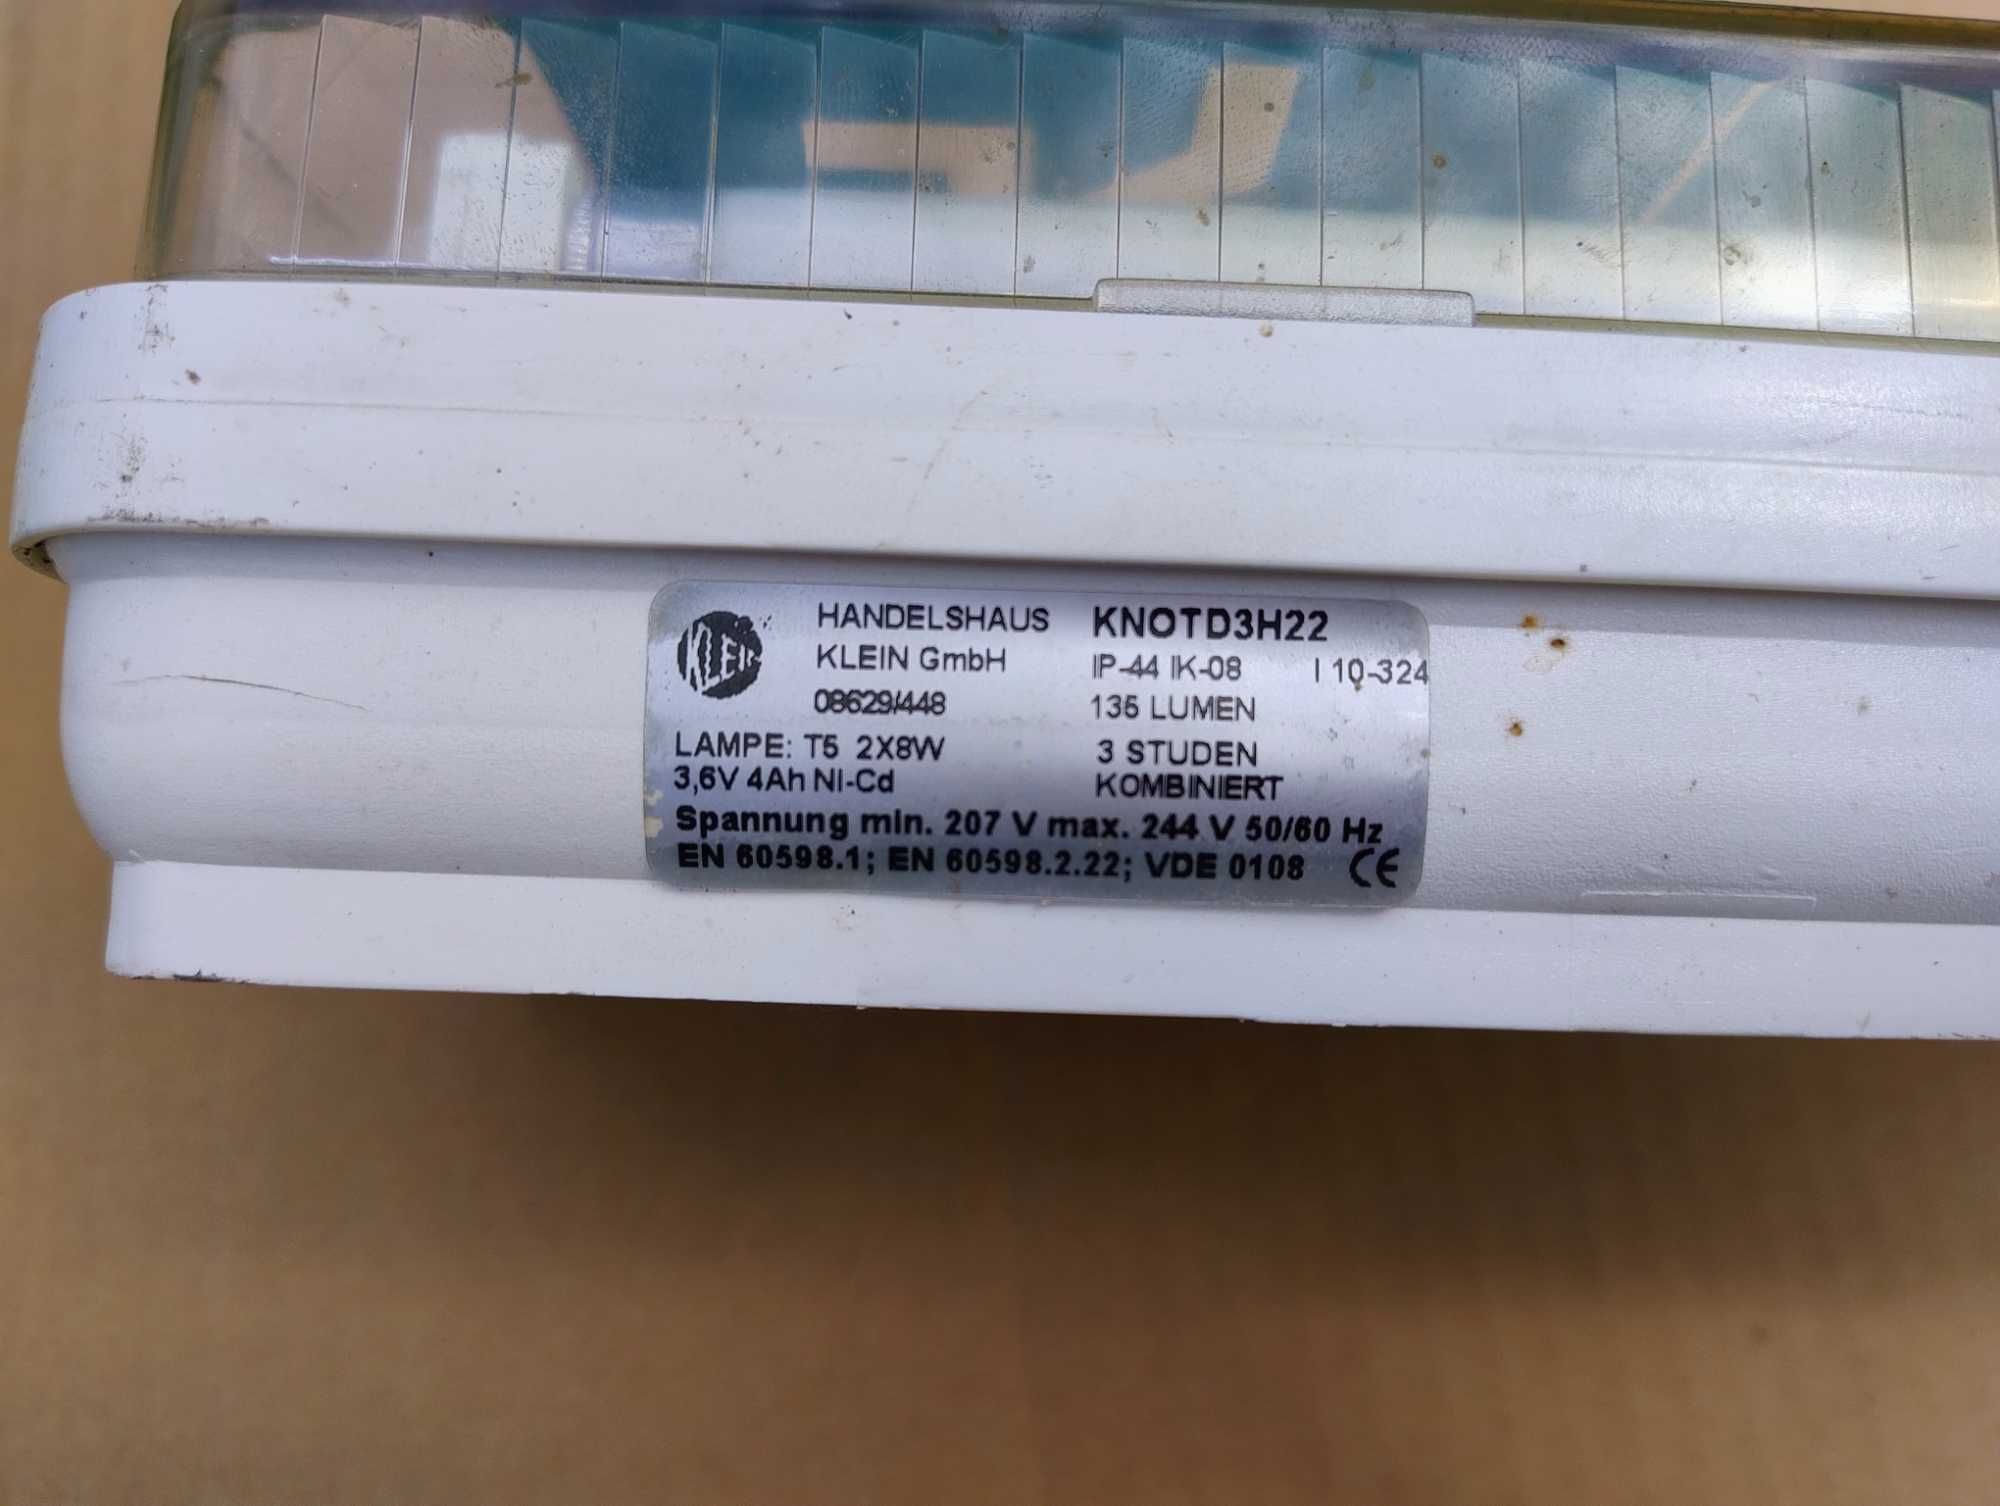 KLEIN
HANDELSHAUS
KLEIN GmbH
08629/448
KNOTD3H22
IP-44 IK-08 I 10-324
135 LUMEN
LAMPE: T5 2X8W
3,6V 4Ah NI-Cd
3 STUDEN
KOMBINIERT
Spannung min. 207 V max. 244 V 50/60 Hz
EN 60598.1; EN 60598.2.22; VDE 0108 CE